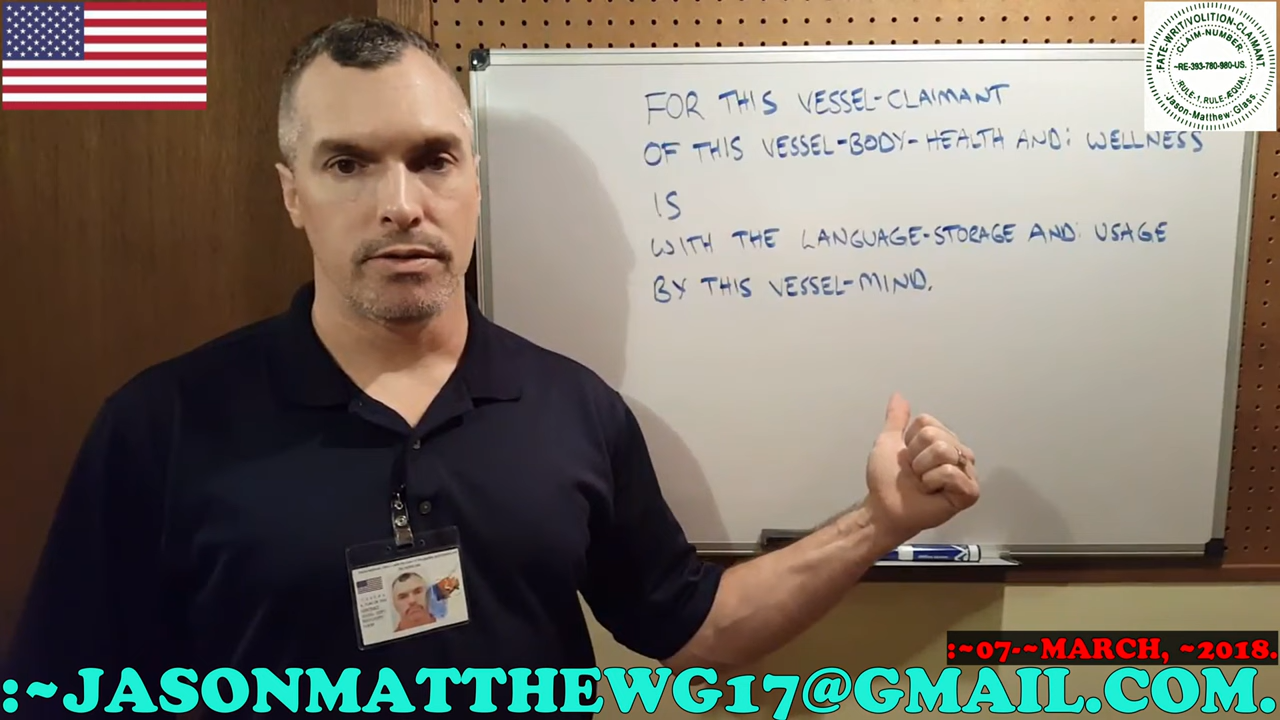 FATE-WRIT/VOLITION-CLAIMANT.
CLAIM-NUMBER:
~RE-393-780-980-US.
:RULE-1, RULE-ÆQUAL
:Jason-Matthew:Glass.
FOR THIS VESSEL-CLAIMANT
OF THIS VESSEL-BODY-HEALTH AND: WELLNESS
IS
WITH THE LANGUAGE-STORAGE AND: USAGE
BY THIS VESSEL-MIND.
:~07-~MARCH, ~2018.
:~JASONMATTHEWG17@GMAIL.COM.